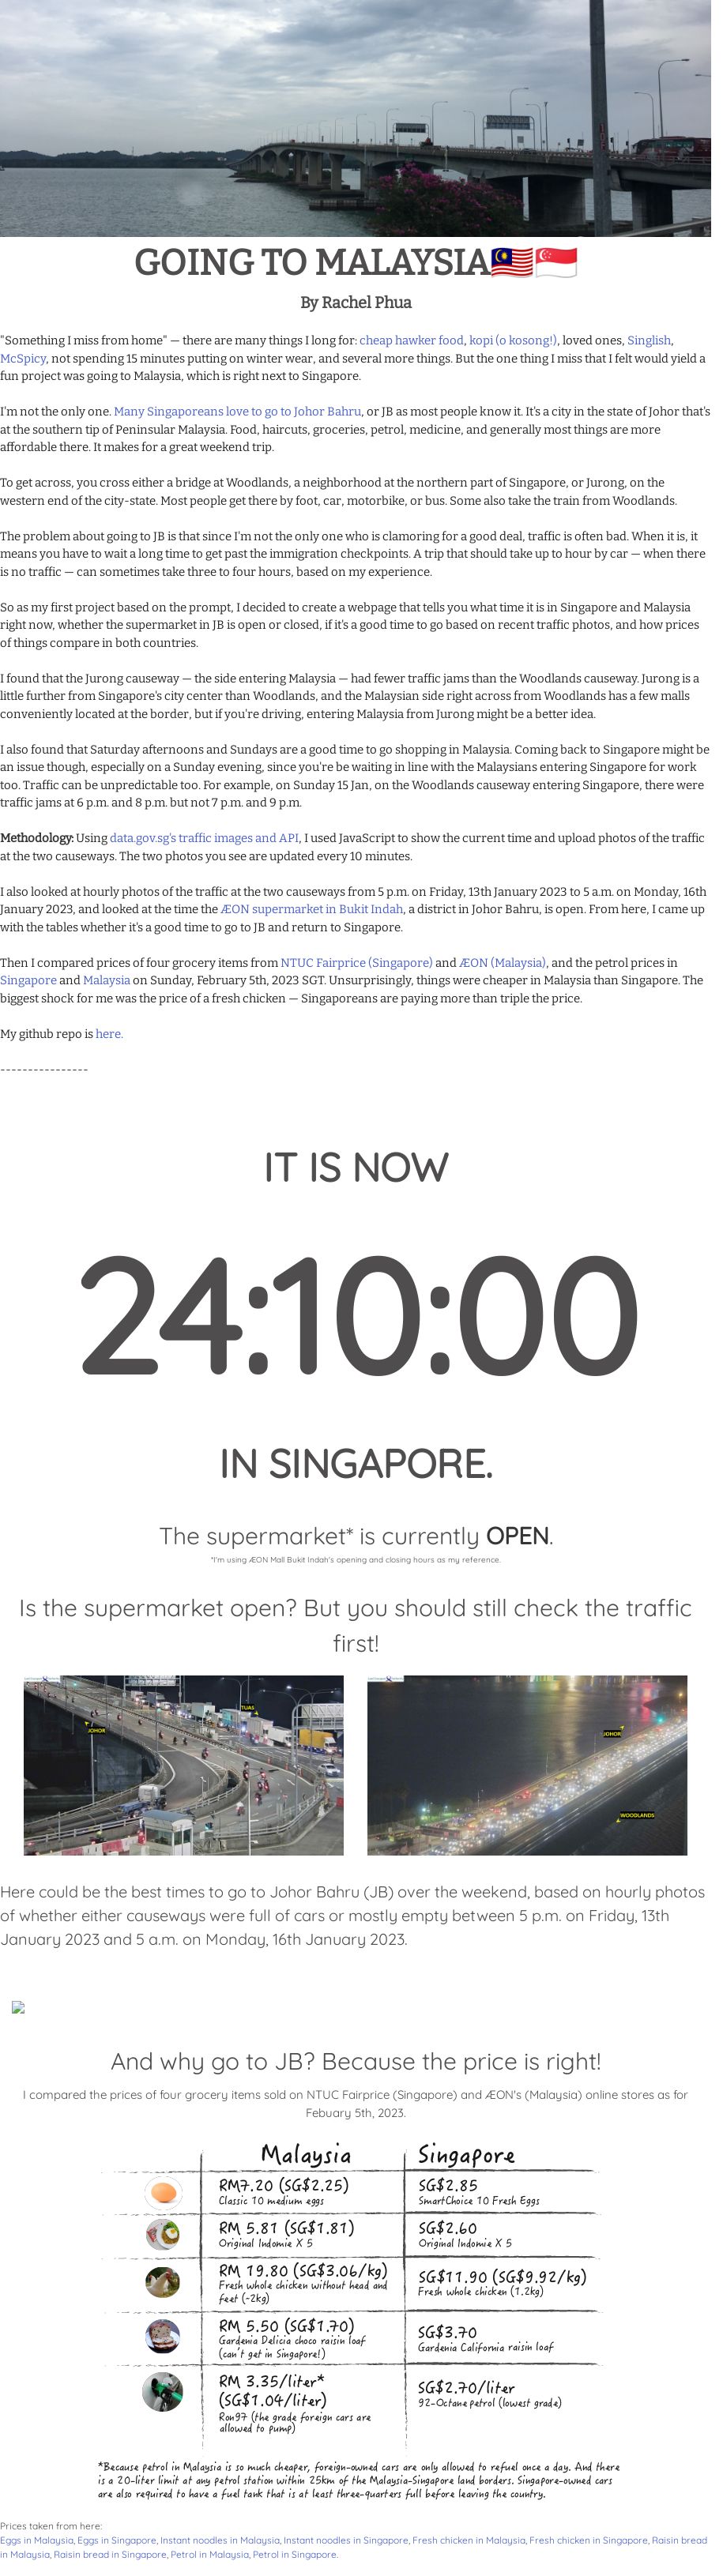 GOING TO MALAYSIA🇲🇾🇸🇬
By Rachel Phua
"Something I miss from home" — there are many things I long for: cheap hawker food, kopi (o kosong!), loved ones, Singlish,
McSpicy, not spending 15 minutes putting on winter wear, and several more things. But the one thing I miss that I felt would yield a
fun project was going to Malaysia, which is right next to Singapore.
I'm not the only one. Many Singaporeans love to go to Johor Bahru, or JB as most people know it. It's a city in the state of Johor that's
at the southern tip of Peninsular Malaysia. Food, haircuts, groceries, petrol, medicine, and generally most things are more
affordable there. It makes for a great weekend trip.
To get across, you cross either a bridge at Woodlands, a neighborhood at the northern part of Singapore, or Jurong, on the
western end of the city-state. Most people get there by foot, car, motorbike, or bus. Some also take the train from Woodlands.
The problem about going to JB is that since I'm not the only one who is clamoring for a good deal, traffic is often bad. When it is, it
means you have to wait a long time to get past the immigration checkpoints. A trip that should take up to hour by car — when there
is no traffic — can sometimes take three to four hours, based on my experience.
So as my first project based on the prompt, I decided to create a webpage that tells you what time it is in Singapore and Malaysia
right now, whether the supermarket in JB is open or closed, if it's a good time to go based on recent traffic photos, and how prices
of things compare in both countries.
I found that the Jurong causeway — the side entering Malaysia — had fewer traffic jams than the Woodlands causeway. Jurong is a
little further from Singapore's city center than Woodlands, and the Malaysian side right across from Woodlands has a few malls
conveniently located at the border, but if you're driving, entering Malaysia from Jurong might be a better idea.
I also found that Saturday afternoons and Sundays are a good time to go shopping in Malaysia. Coming back to Singapore might be
an issue though, especially on a Sunday evening, since you're be waiting in line with the Malaysians entering Singapore for work
too. Traffic can be unpredictable too. For example, on Sunday 15 Jan, on the Woodlands causeway entering Singapore, there were
traffic jams at 6 p.m. and 8 p.m. but not 7 p.m. and 9 p.m.
Methodology: Using data.gov.sg's traffic images and API, I used JavaScript to show the current time and upload photos of the traffic
at the two causeways. The two photos you see are updated every 10 minutes.
I also looked at hourly photos of the traffic at the two causeways from 5 p.m. on Friday, 13th January 2023 to 5 a.m. on Monday, 16th
January 2023, and looked at the time the ÆON supermarket in Bukit Indah, a district in Johor Bahru, is open. From here, I came up
with the tables whether it's a good time to go to JB and return to Singapore.
Then I compared prices of four grocery items from NTUC Fairprice (Singapore) and ÆON (Malaysia), and the petrol prices in
Singapore and Malaysia on Sunday, February 5th, 2023 SGT. Unsurprisingly, things were cheaper in Malaysia than Singapore. The
biggest shock for me was the price of a fresh chicken — Singaporeans are paying more than triple the price.
My github repo is here.
----------------
IT IS NOW
24:10:00
IN SINGAPORE.
The supermarket* is currently OPEN.
*I'm using ÆON Mall Bukit Indah's opening and closing hours as my reference.
Is the supermarket open? But you should still check the traffic
first!
TUAS
JOHOR
JOHOR
WOODLANDS
Here could be the best times to go to Johor Bahru (JB) over the weekend, based on hourly photos
of whether either causeways were full of cars or mostly empty between 5 p.m. on Friday, 13th
January 2023 and 5 a.m. on Monday, 16th January 2023.
And why go to JB? Because the price is right!
I compared the prices of four grocery items sold on NTUC Fairprice (Singapore) and ÆON's (Malaysia) online stores as for
Febuary 5th, 2023.
Malaysia Singapore
RM7.20 (SG$2.25)
Classic 10 medium eggs
SG$2.85
SmartChoice 10 Fresh Eggs
RM 5.81 (SG$1.81)
Original Indomie X 5
SG$2.60
Original Indomie X 5
RM 19.80 (SG$3.06/kg)
Fresh whole chicken without head and
feet (~2kg)
SG$11.90 (SG$9.92/kg)
Fresh whole chicken (1.2kg)
RM 5.50 (SG$1.70)
Gardenia Delicia choco raisin loaf
(can't get in Singapore!)
SG$3.70
Gardenia California raisin loaf
RM 3.35/liter*
(SG$1.04/liter)
Ron97 (the grade foreign cars are
allowed to pump)
SG$2.70/liter
92-Octane petrol (lowest grade)
*Because petrol in Malaysia is so much cheaper, foreign-owned cars are only allowed to refuel once a day. And there
is a 20-liter limit at any petrol station within 25km of the Malaysia-Singapore land borders. Singapore-owned cars
are also required to have a fuel tank that is at least three-quarters full before leaving the country.
Prices taken from here:
Eggs in Malaysia, Eggs in Singapore, Instant noodles in Malaysia, Instant noodles in Singapore, Fresh chicken in Malaysia, Fresh chicken in Singapore, Raisin bread
in Malaysia, Raisin bread in Singapore, Petrol in Malaysia, Petrol in Singapore.